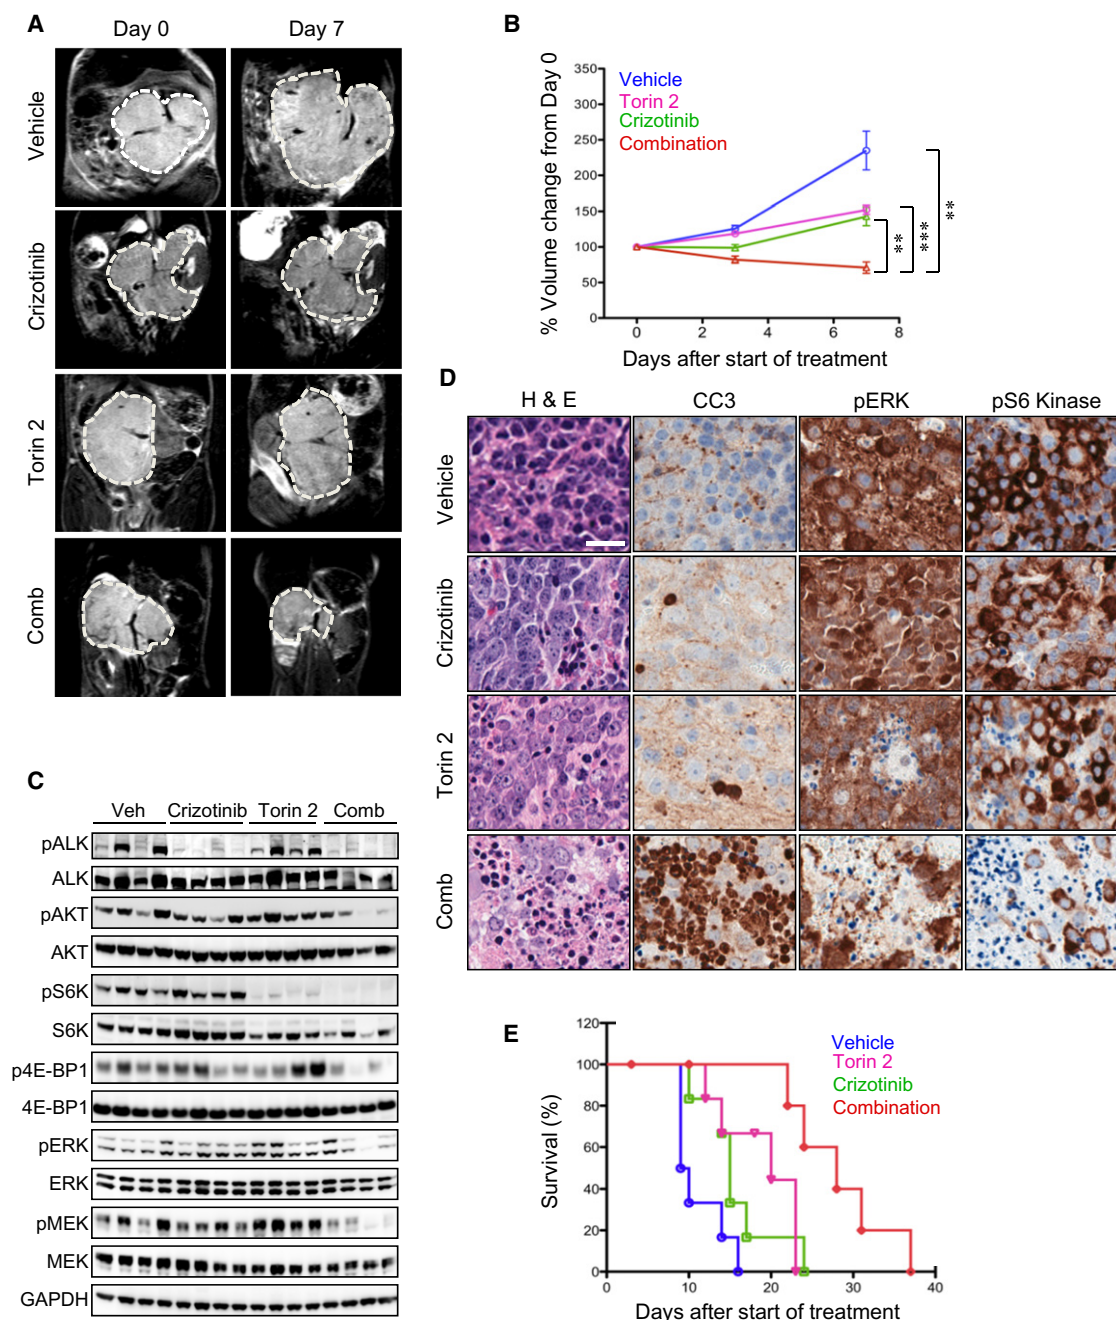 A
Day 0
Day 7
Vehicle
Crizotinib
Torin 2
Comb
B
% Volume change from Day 0
350
300
250
200
150
100
50
0
Vehicle
Torin 2
Crizotinib
Combination
**
***
**
0
2
4
6
8
Days after start of treatment
C
Veh
Crizotinib
Torin 2
Comb
pALK
ALK
pAKT
AKT
pS6K
S6K
p4E-BP1
4E-BP1
pERK
ERK
pMEK
MEK
GAPDH
D
H & E
CC3
pERK
pS6 Kinase
Vehicle
Crizotinib
Torin 2
Comb
E
Survival (%)
120
100
80
60
40
20
0
Vehicle
Torin 2
Crizotinib
Combination
0
10
20
30
40
Days after start of treatment